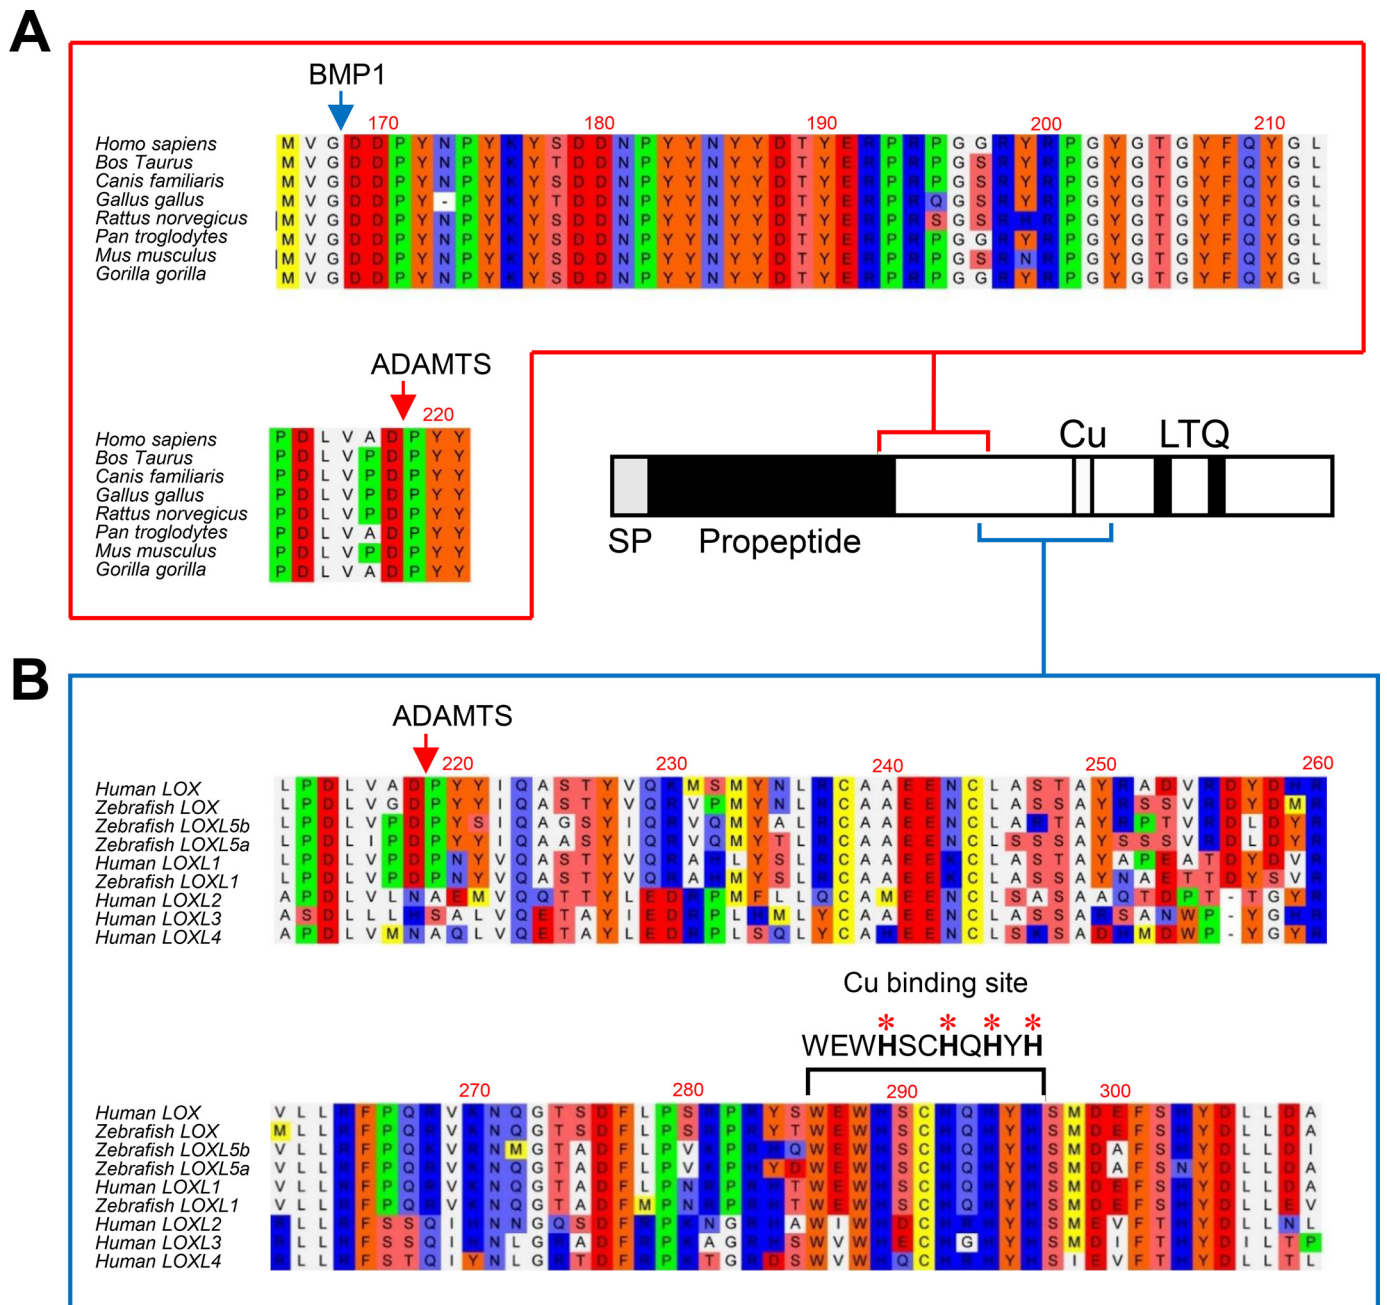 A
BMP1
170 180 190 200 210
Homo sapiens M V G D D P Y N P Y K Y S D D N P Y Y N Y Y D T Y E R P R P G G R Y R P G Y G T G Y F Q Y G L
Bos Taurus M V G D D P Y N P Y K Y T D D N P Y Y N Y Y D T Y E R P R P G S R Y R P G Y G T G Y F Q Y G L
Canis familiaris M V G D D P Y N P Y K Y S D D N P Y Y N Y Y D T Y E R P R P G S R Y R P G Y G T G Y F Q Y G L
Gallus gallus M V G D D P Y - P Y K Y T D D N P Y Y N Y Y D T Y E R P R Q G S R Y R P G Y G T G Y F Q Y G L
Rattus norvegicus M V G D D P Y N P Y K Y S D D N P Y Y N Y Y D T Y E R P R S G S R H R P G Y G T G Y F Q Y G L
Pan troglodytes M V G D D P Y N P Y K Y S D D N P Y Y N Y Y D T Y E R P R P G G R Y R P G Y G T G Y F Q Y G L
Mus musculus M V G D D P Y N P Y K Y S D D N P Y Y N Y Y D T Y E R P R P G S R N R P G Y G T G Y F Q Y G L
Gorilla gorilla M V G D D P Y N P Y K Y S D D N P Y Y N Y Y D T Y E R P R P G G R Y R P G Y G T G Y F Q Y G L
ADAMTS
220
Homo sapiens P D L V A D P Y Y
Bos Taurus P D L V P D P Y Y
Canis familiaris P D L V P D P Y Y
Gallus gallus P D L V P D P Y Y
Rattus norvegicus P D L V P D P Y Y
Pan troglodytes P D L V A D P Y Y
Mus musculus P D L V P D P Y Y
Gorilla gorilla P D L V A D P Y Y
Cu LTQ
SP Propeptide
B
ADAMTS
220 230 240 250 260
Human LOX L P D L V A D P Y Y I Q A S T Y V Q K M S M Y N L R C A A E E N C L A S T A Y R A D V R D Y D H R
Zebrafish LOX L P D L V G D P Y Y I Q A S T Y V Q R V P M Y N L R C A A E E N C L A S S A Y R S S V R D Y D M R
Zebrafish LOXL5b L P D L V P D P Y S I Q A G S Y I Q R V Q M Y A L R C A A E E N C L A R T A Y R P T V R D L D Y R
Zebrafish LOXL5a L P D L I P D P Y Y I Q A A S Y I Q R V Q M Y T L R C A A E E N C L S S S A Y S S S V R D L D Y R
Human LOXL1 L P D L V P D P N Y V Q A S T Y V Q R A H L Y S L R C A A E E K C L A S T A Y A P E A T D Y D V R
Zebrafish LOXL1 L P D L V P D P N Y V Q A S T Y V Q R A H M Y S L R C A A E E K C L A S S A Y N A E T T D Y S V R
Human LOXL2 A P D L V L N A E M V Q Q T T Y L E D R P M F L L Q C A M E E N C L S A S A A Q T D P T - T G Y R
Human LOXL3 A S D L L L H S A L V Q E T A Y I E D R P L H M L Y C A A E E N C L A S S A R S A N W P - Y G H R
Human LOXL4 A P D L V M N A Q L V Q E T A Y L E D R P L S Q L Y C A H E E N C L S K S A D H M D W P - Y G Y R
Cu binding site
* * * *
WEWHSCHQHYH
270 280 290 300
Human LOX V L L R F P Q R V K N Q G T S D F L P S R P R Y S W E W H S C H Q H Y H S M D E F S H Y D L L D A
Zebrafish LOX M L L R F P Q R V K N Q G T S D F L P S R P R Y T W E W H S C H Q H Y H S M D E F S H Y D L L D A
Zebrafish LOXL5b V L L R F P Q R V R N M G T A D F L P V K P R H Q W E W H S C H Q H Y H S M D A F S H Y D L L D I
Zebrafish LOXL5a V L L R F P Q R V K N Q G T A D F L P V K P H Y D W E W H S C H Q H Y H S M D A F S N Y D L L D A
Human LOXL1 V L L R F P Q R V K N Q G T A D F L P N R P R H T W E W H S C H Q H Y H S M D E F S H Y D L L D A
Zebrafish LOXL1 V L L R F P Q R V K N Q G T A D F M P N R P R H T W E W H S C H Q H Y H S M D E F S H Y D L L E V
Human LOXL2 R L L R F S S Q I H N N G Q S D F R P K N G R H A W I W H D C H R H Y H S M E V F T H Y D L L N L
Human LOXL3 R L L R F S S Q I H N L G R A D F R P K A G R H S W V W H E C H G H Y H S M D I F T H Y D I L T P
Human LOXL4 R L L R F S T Q I Y N L G R T D F R P K T G R D S W V W H Q C H R H Y H S I E V F T H Y D L L T L